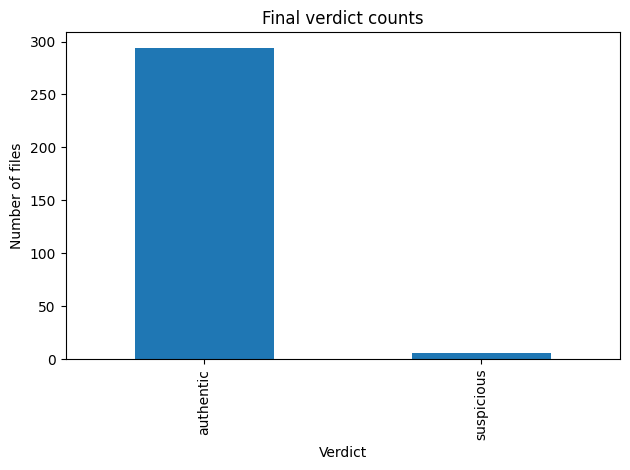 Final verdict counts
Number of files
300
250
200
150
100
50
0
authentic
suspicious
Verdict